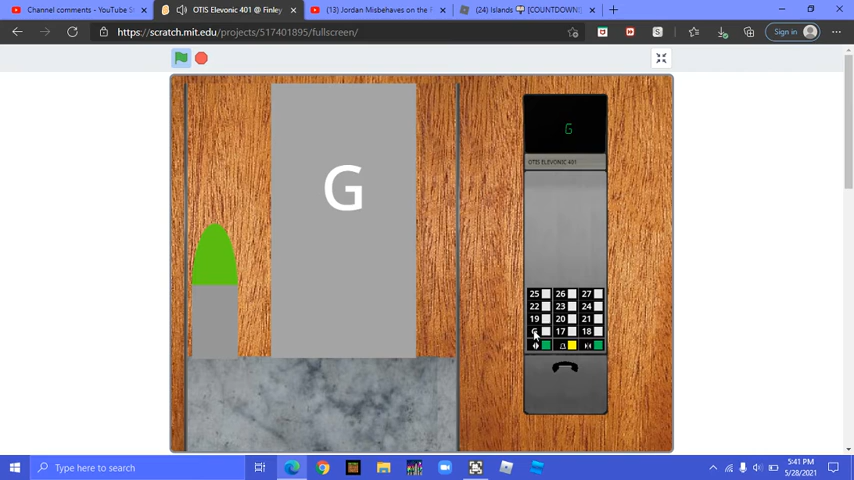 Channel comments - YouTube St
OTIS Elevonic 401 @ Finley
(13) Jordan Misbehaves on the F
(24) Islands [COUNTDOWN]
https://scratch.mit.edu/projects/517401895/fullscreen/
Sign in
G
G
OTIS ELEVONIC 401
25 26 27
22 23 24
19 20 21
G 17 18
Type here to search
5:41 PM
5/28/2021